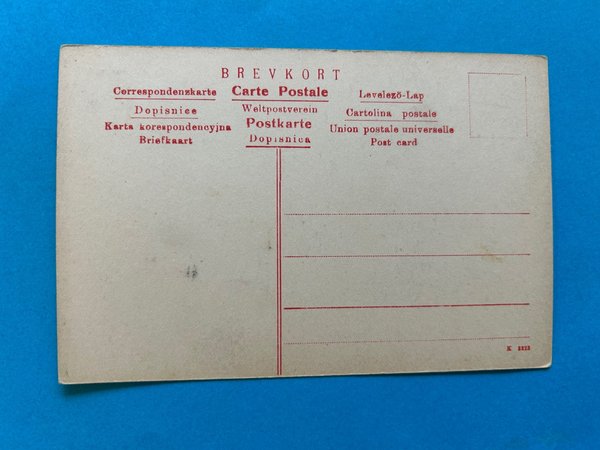 BREVKORT
Correspondenzkarte Carte Postale Levelező-Lap
Dopisnice Weltpostverein Cartolina postale
Karta korespondencyjna Postkarte Union postale universelle
Briefkaart Dopisnica Post card
K